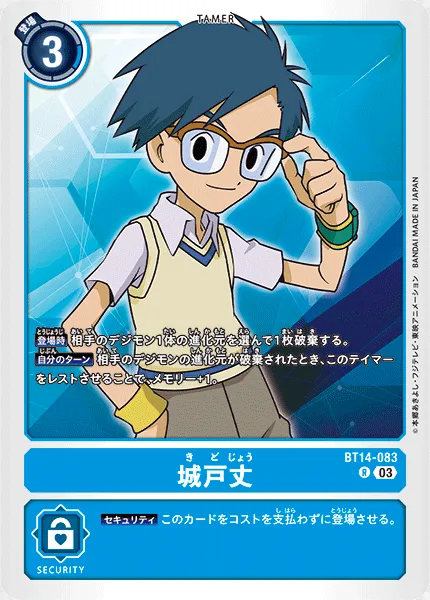 TAMER
登場
3
登場時 相手のデジモン1体の進化元を選んで1枚破棄する。
自分のターン 相手のデジモンの進化元が破棄されたとき、このテイマー
をレストさせることで、メモリー+1。
©本郷あきよし・フジテレビ・東映アニメーション BANDAI MADE IN JAPAN
きどじょう
城戸丈
BT14-083
R 03
セキュリティ このカードをコストを支払わずに登場させる。
SECURITY